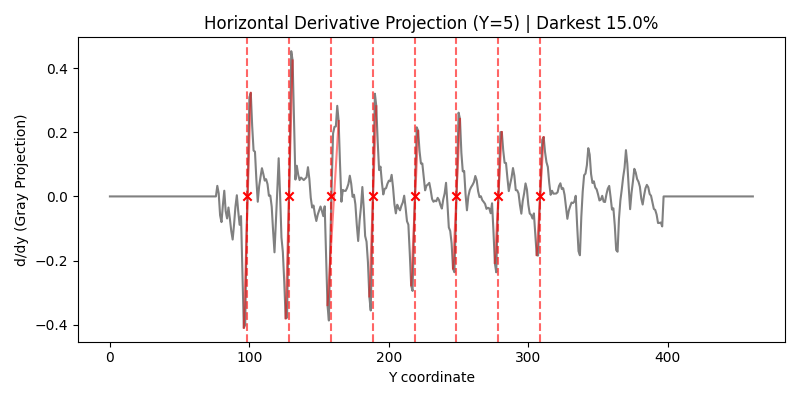 Horizontal Derivative Projection (Y=5) | Darkest 15.0%
d/dy (Gray Projection)
0.4
0.2
0.0
−0.2
−0.4
0 100 200 300 400
Y coordinate